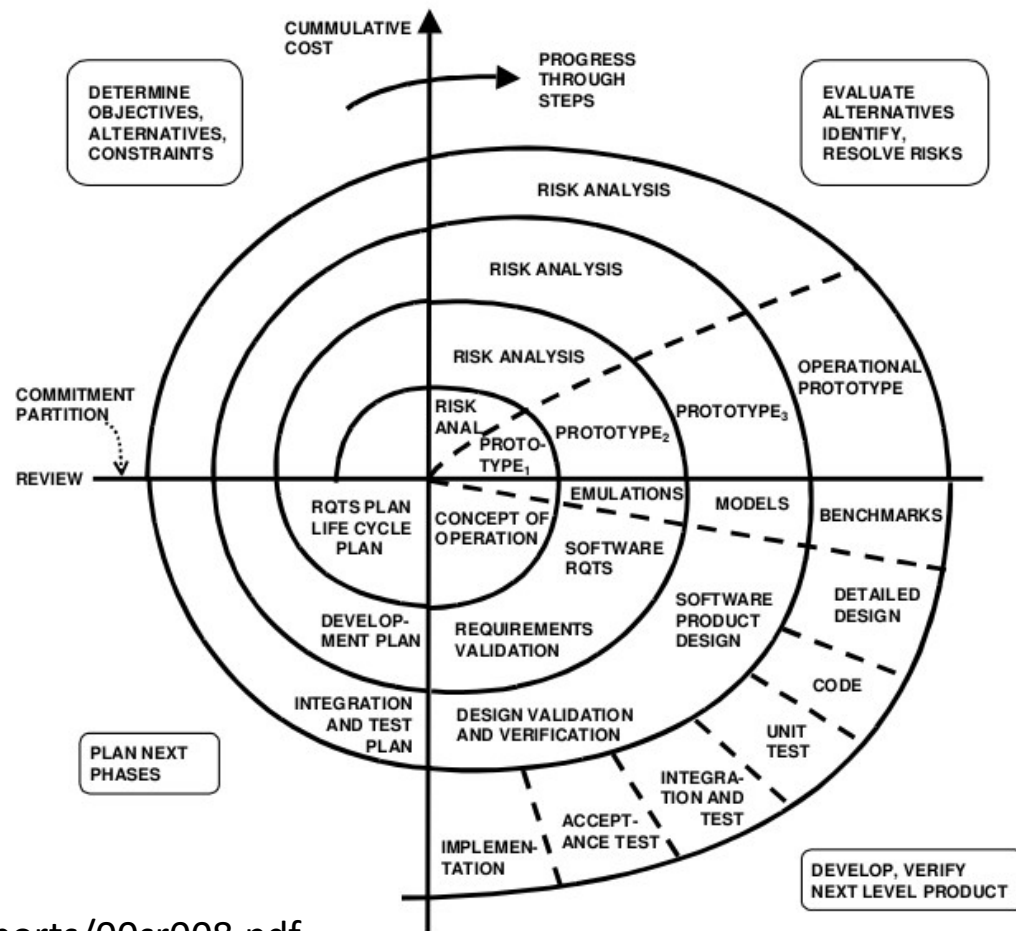 CUMMULATIVE
COST
PROGRESS
THROUGH
STEPS
DETERMINE
OBJECTIVES,
ALTERNATIVES,
CONSTRAINTS
EVALUATE
ALTERNATIVES
IDENTIFY,
RESOLVE RISKS
RISK ANALYSIS
RISK ANALYSIS
RISK ANALYSIS
RISK
ANAL.
OPERATIONAL
PROTOTYPE
COMMITMENT
PARTITION
PROTOTYPE3
PROTOTYPE2
PROTO-
TYPE1
REVIEW
RQTS PLAN
LIFE CYCLE
PLAN
CONCEPT OF
OPERATION
EMULATIONS
MODELS
BENCHMARKS
SOFTWARE
RQTS
SOFTWARE
PRODUCT
DESIGN
DETAILED
DESIGN
DEVELOP-
MENT PLAN
REQUIREMENTS
VALIDATION
CODE
INTEGRATION
AND TEST
PLAN
DESIGN VALIDATION
AND VERIFICATION
UNIT
TEST
PLAN NEXT
PHASES
INTEGRA-
TION AND
TEST
ACCEPT-
ANCE TEST
IMPLEMEN-
TATION
DEVELOP, VERIFY
NEXT LEVEL PRODUCT